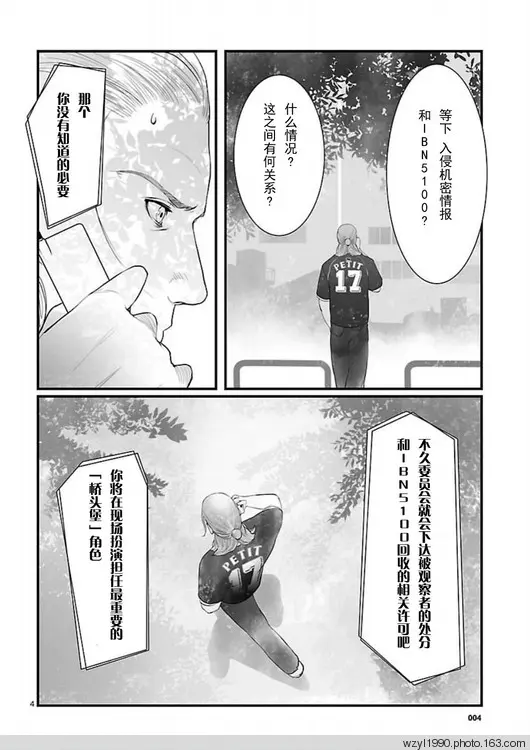 等下 入侵机密情报
和IBN5100?
什么情况?
这之间有何关系?
PETIT
17
那个
你没有知道的必要
不久委员会就会下达被观察者的处分
和IBN5100回收的相关许可吧
PETIT
17
你将在现场扮演担任最重要的
「桥头堡」角色
4
004
wzyl1990.photo.163.com